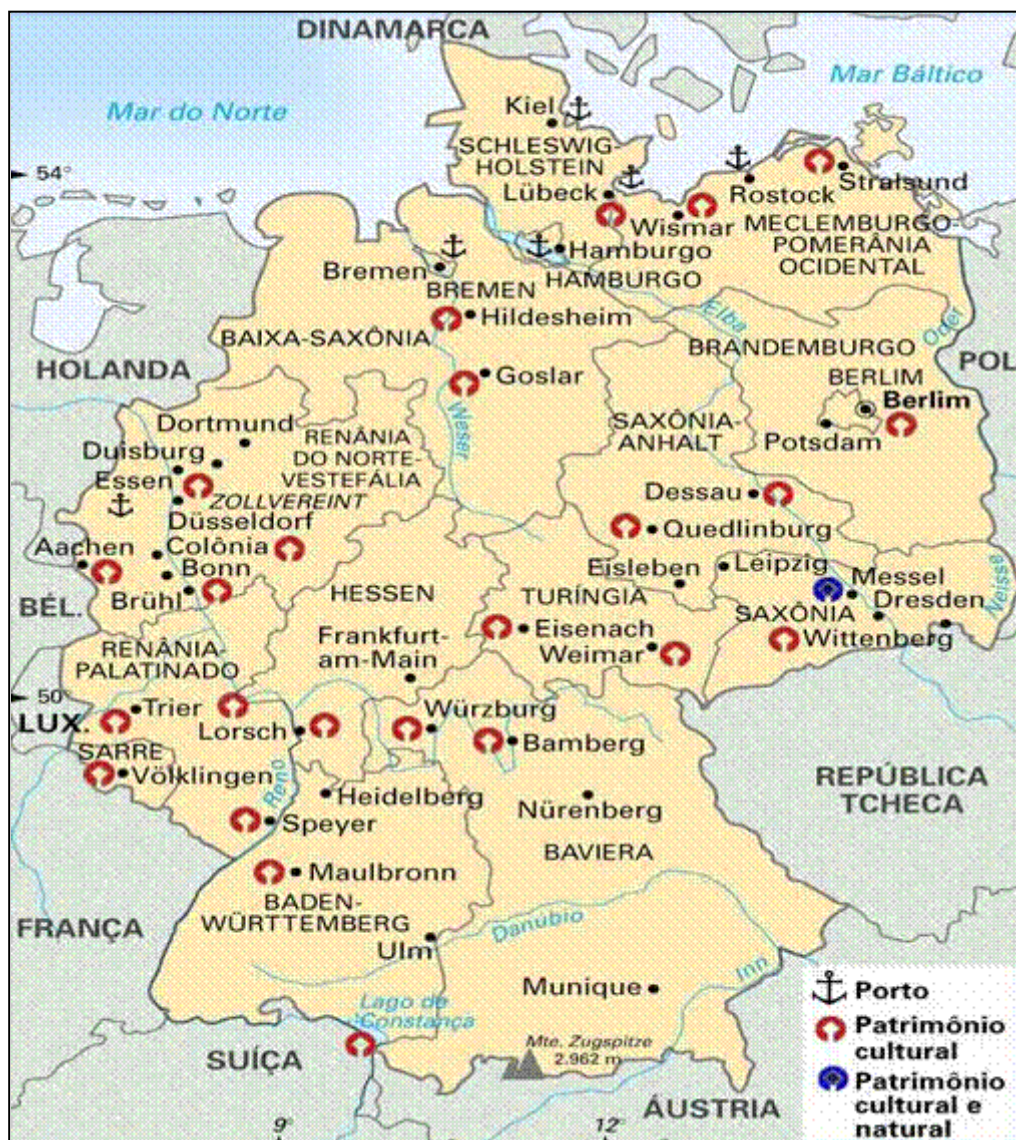 DINAMARCA
Mar Báltico
Mar do Norte
Kiel
SCHLESWIG-
HOLSTEIN
54°
Lübeck
Rostock
Stralsund
Wismar
MECLEMBURGO-
POMERÂNIA
OCIDENTAL
Hamburgo
HAMBURGO
Bremen
BREMEN
Elba
Hildesheim
BAIXA-SAXÔNIA
Oder
BRANDEMBURGO
HOLANDA
Goslar
POL
BERLIM
Berlim
Weser
SAXÔNIA-
ANHALT
Potsdam
Dortmund
RENÂNIA
DO NORTE-
VESTEFÁLIA
Duisburg
Essen
ZOLLVEREINT
Dessau
Düsseldorf
Quedlinburg
Aachen
Colônia
Bonn
Brühl
Eisleben
Leipzig
Messel
Dresden
Neisse
BÉL.
HESSEN
TURÍNGIA
SAXÔNIA
Wittenberg
Eisenach
Weimar
RENÂNIA-
PALATINADO
Frankfurt-
am-Main
50°
Trier
LUX.
Lorsch
Würzburg
Bamberg
SARRE
Völklingen
Reno
REPÚBLICA
TCHECA
Heidelberg
Nürenberg
Speyer
BAVIERA
Maulbronn
BADEN-
WÜRTTEMBERG
FRANÇA
Danúbio
Ulm
Inn
Munique
Lago de
Constança
Mte. Zugspitze
2.962 m
SUÍÇA
ÁUSTRIA
9
12
Porto
Patrimônio
cultural
Patrimônio
cultural e
natural